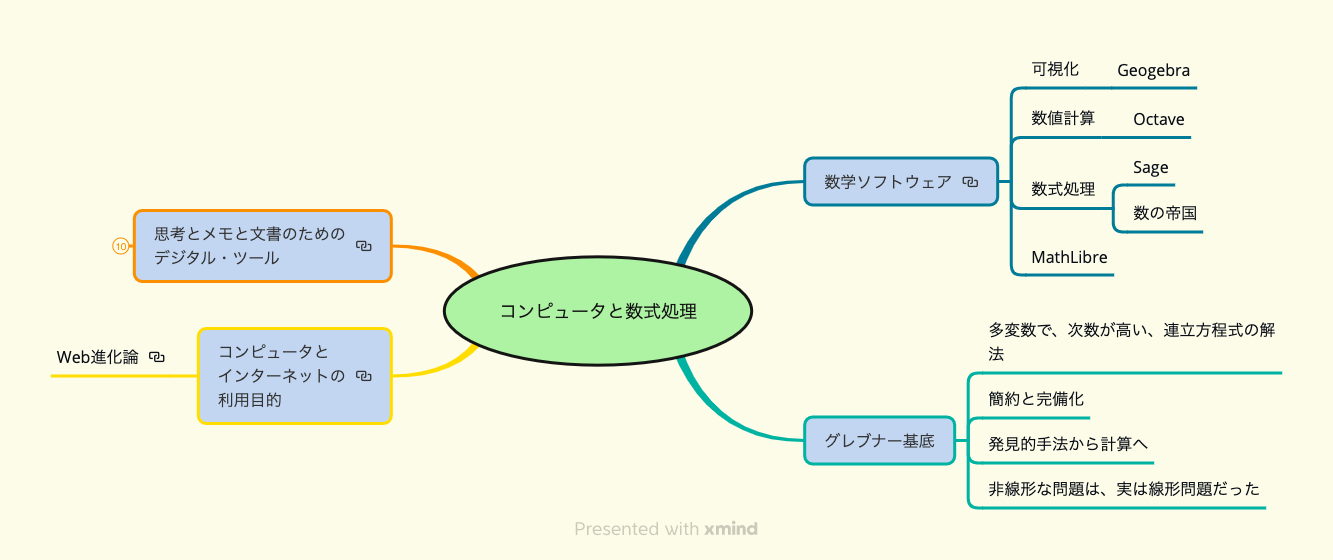 コンピュータと数式処理
数学ソフトウェア
可視化
Geogebra
数値計算
Octave
数式処理
Sage
数の帝国
MathLibre
グレブナー基底
多変数で、次数が高い、連立方程式の解
法
簡約と完備化
発見的手法から計算へ
非線形な問題は、実は線形問題だった
思考とメモと文書のための
デジタル・ツール
10
コンピュータと
インターネットの
利用目的
Web進化論
Presented with xmind